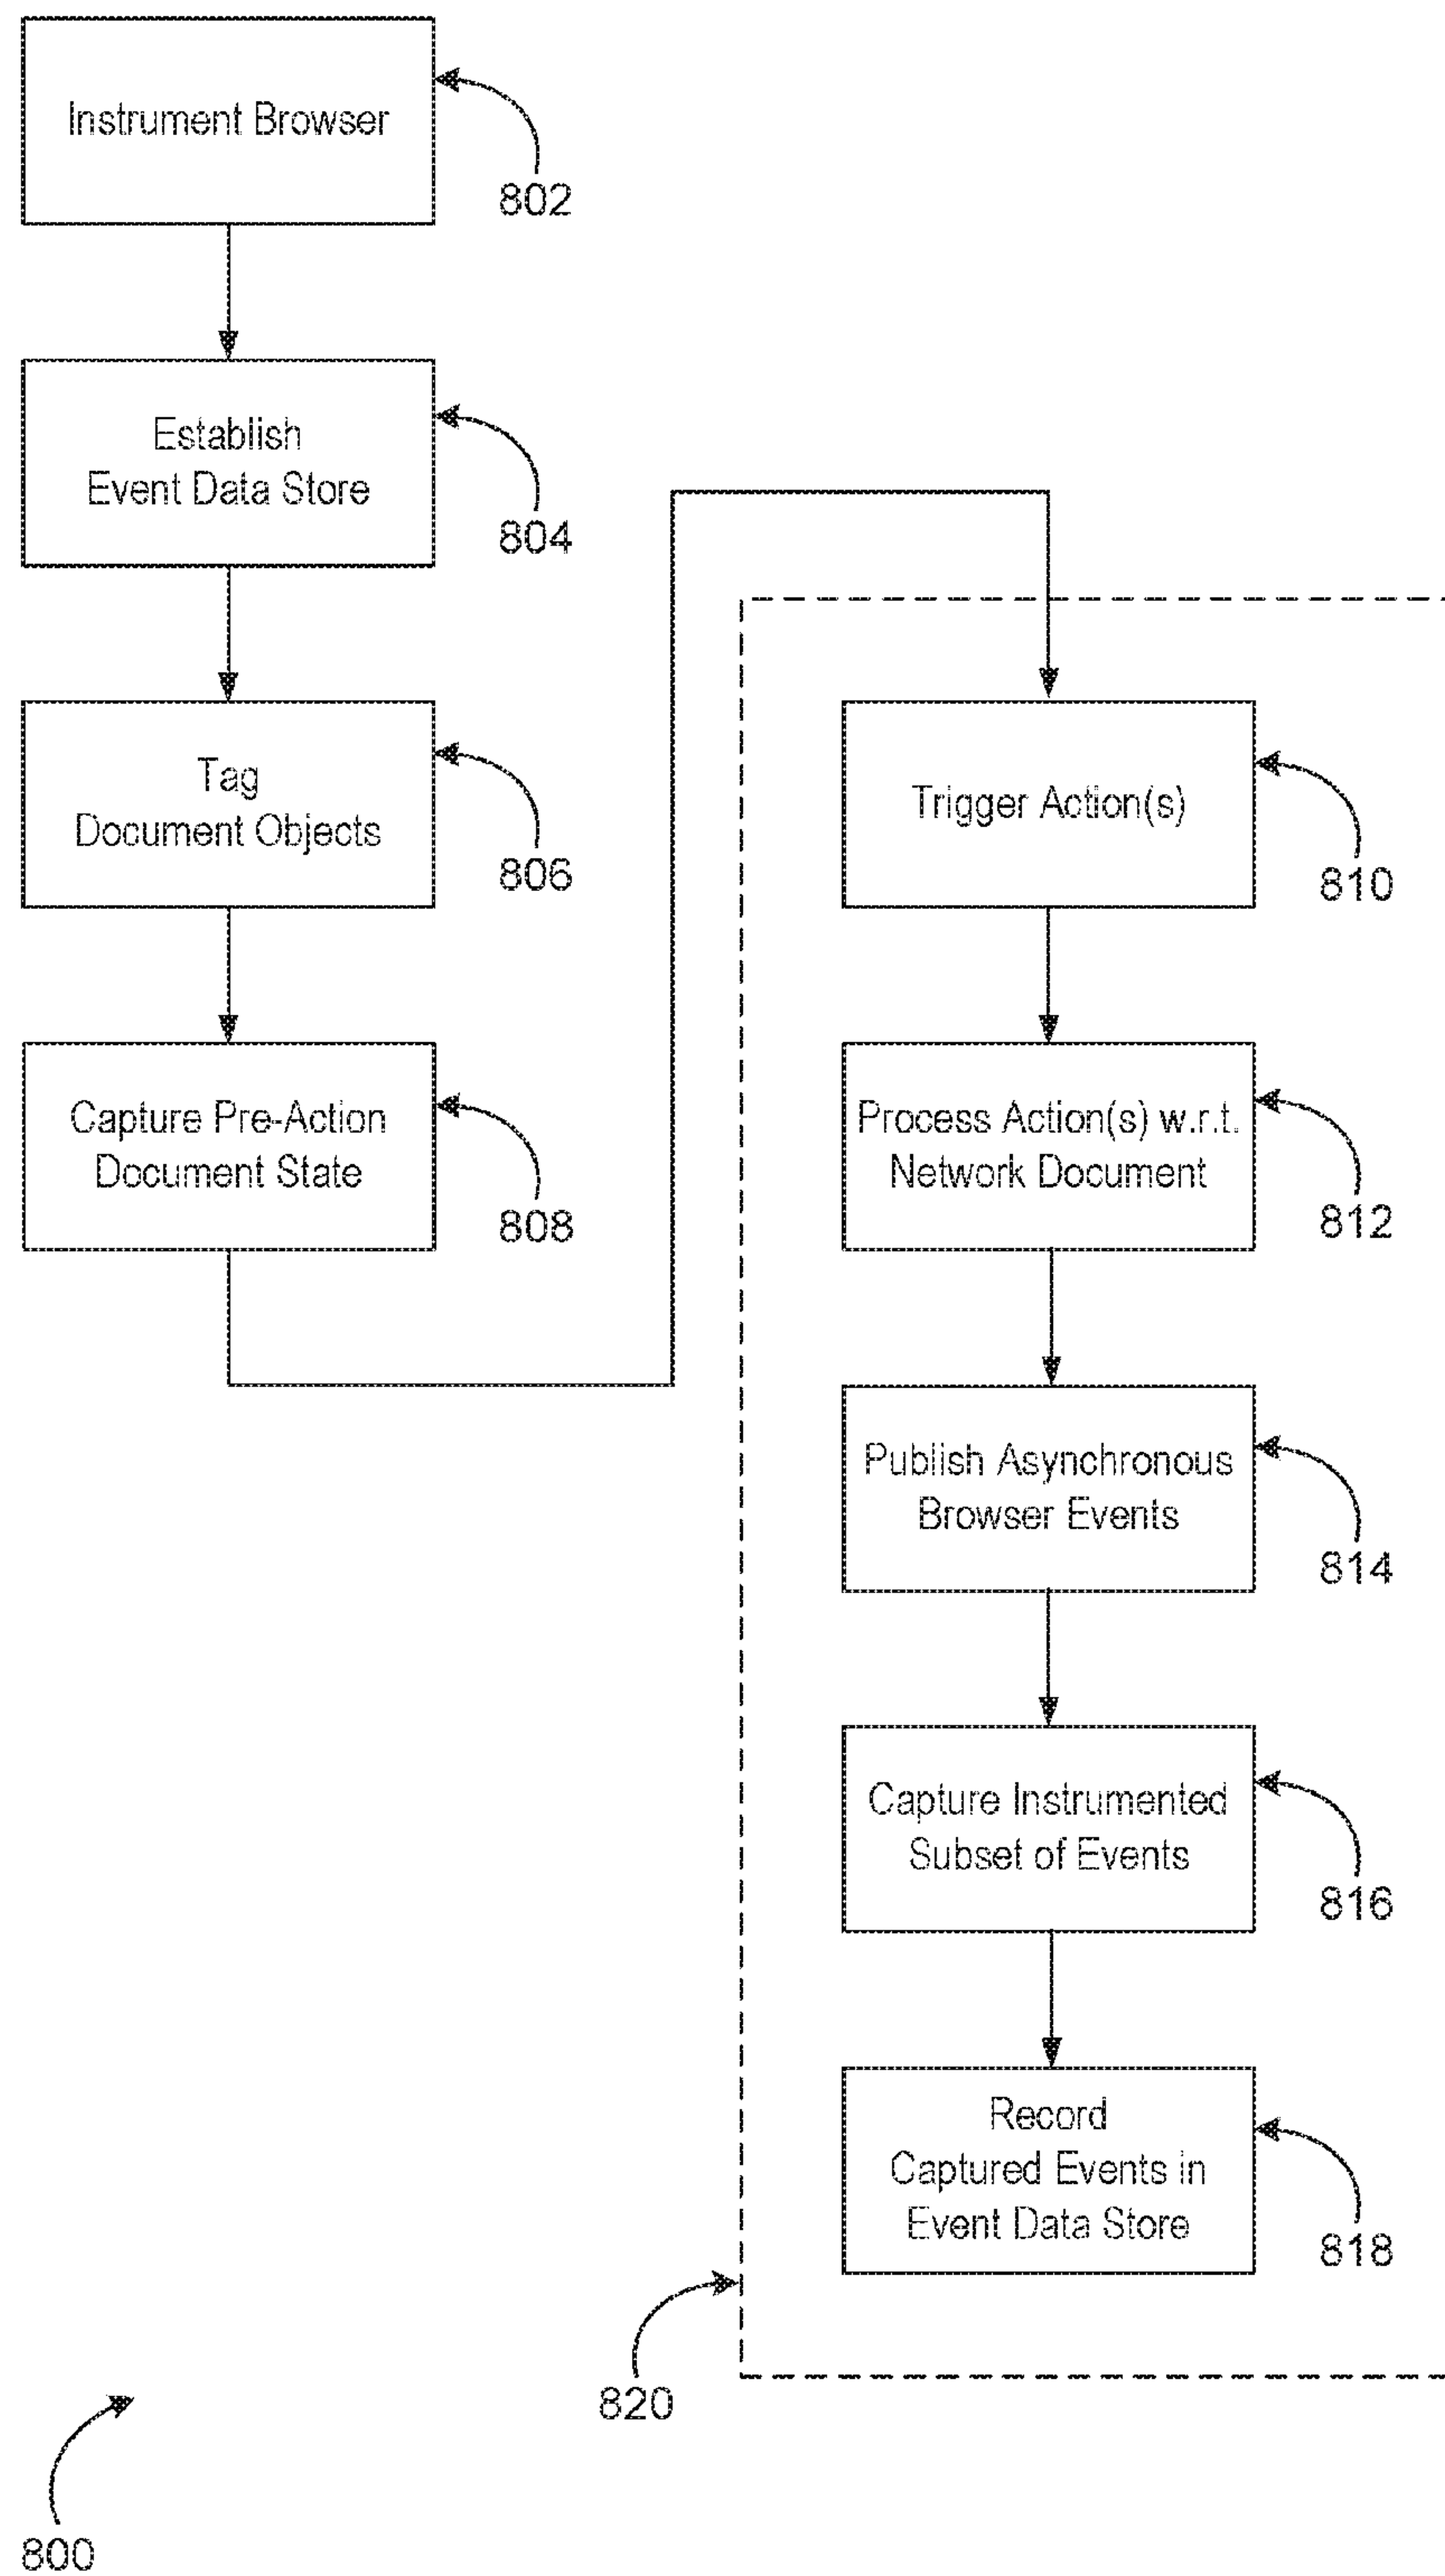 Instrument Browser
802
Establish
Event Data Store
804
Tag
Document Objects
806
Capture Pre-Action
Document State
808
Trigger Action(s)
810
Process Action(s) w.r.t.
Network Document
812
Publish Asynchronous
Browser Events
814
Capture Instrumented
Subset of Events
816
Record
Captured Events in
Event Data Store
818
820
800